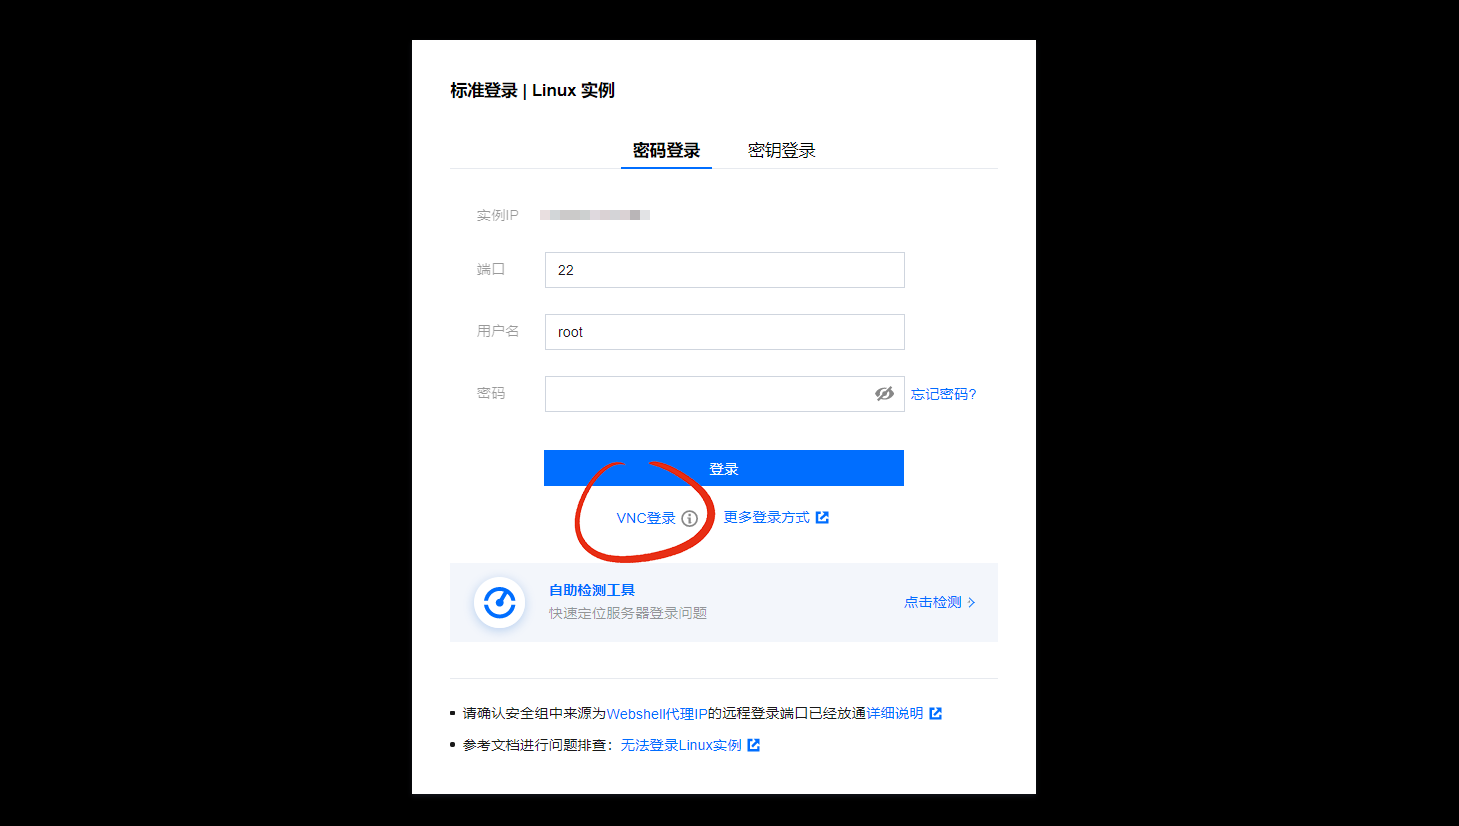 标准登录 | Linux 实例
密码登录 密钥登录
实例IP
端口 22
用户名 root
密码 忘记密码?
登录
VNC登录 更多登录方式
自助检测工具
快速定位服务器登录问题
点击检测
请确认安全组中来源为Webshell代理IP的远程登录端口已经放通详细说明
参考文档进行问题排查：无法登录Linux实例